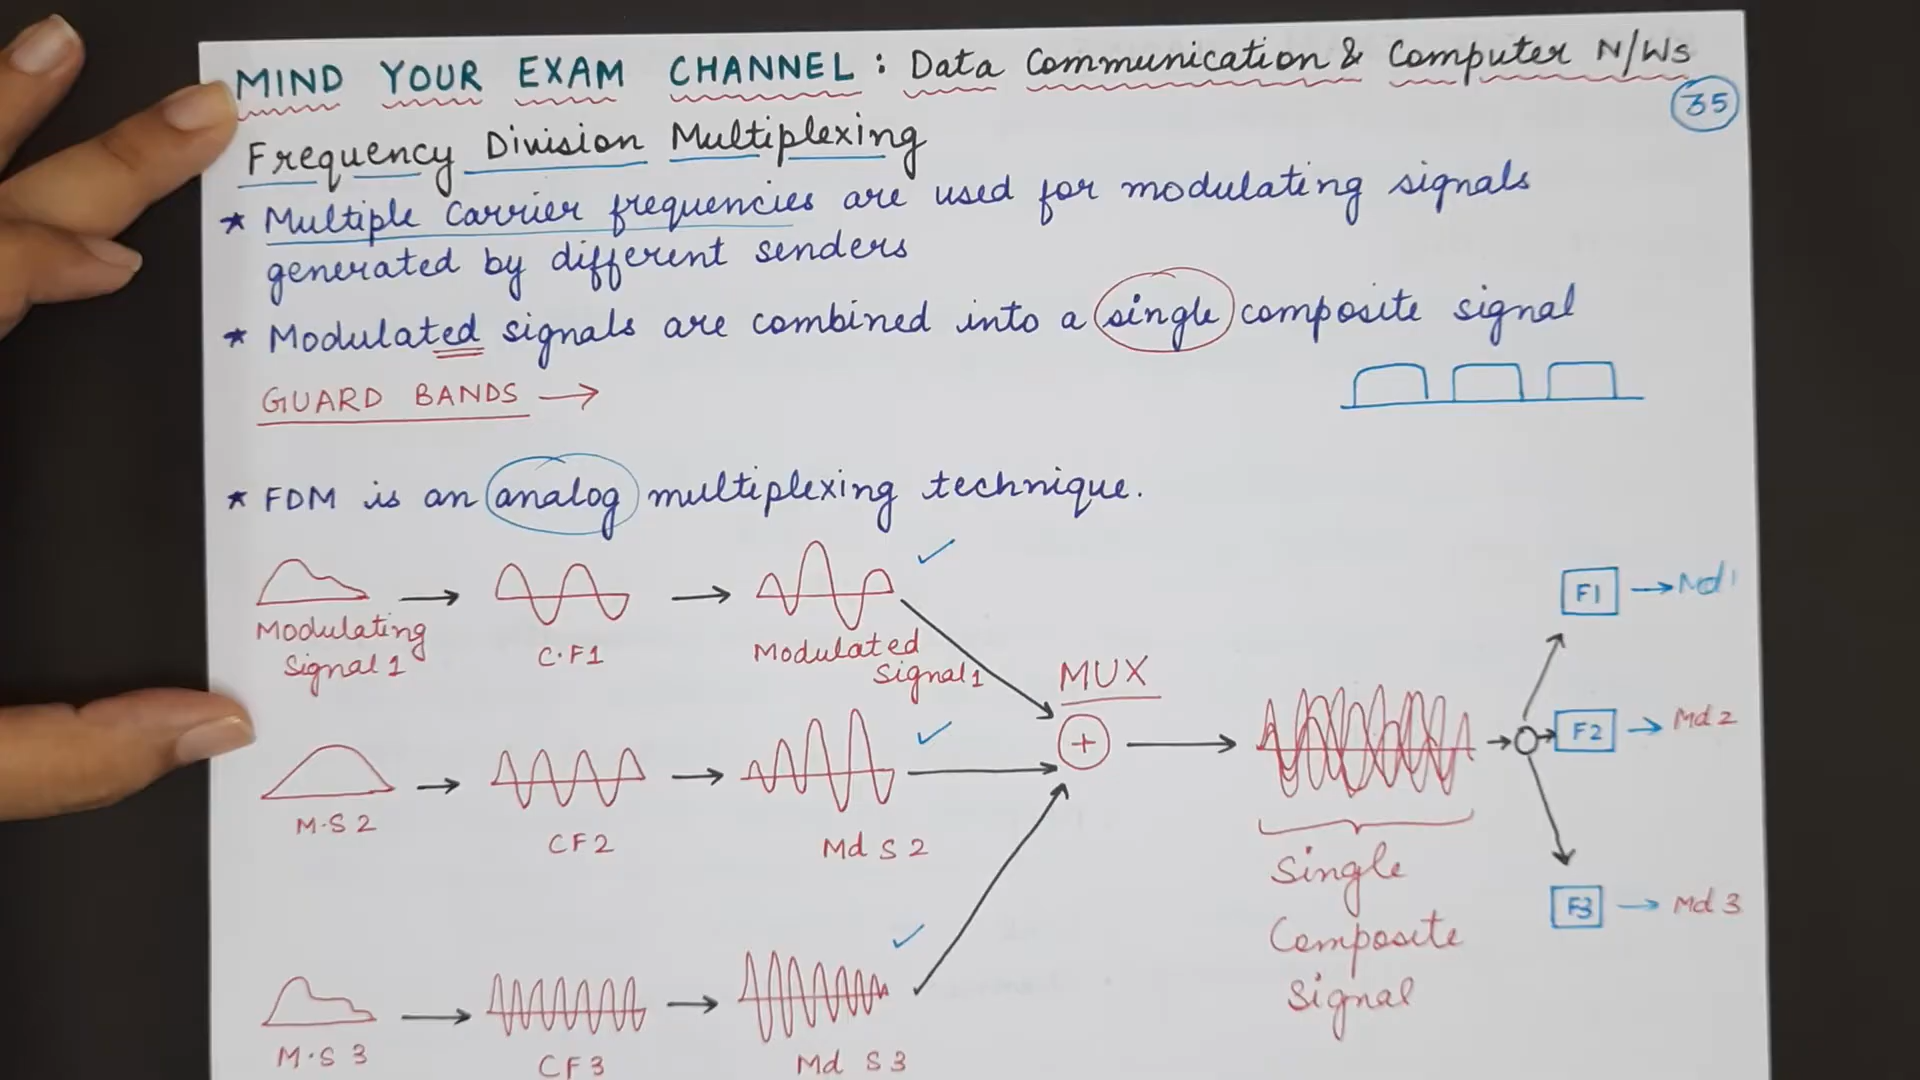 MIND YOUR EXAM CHANNEL : Data Communication & Computer N/Ws
35
Frequency Division Multiplexing
* Multiple Carrier frequencies are used for modulating signals
generated by different senders
* Modulated signals are combined into a single composite signal
GUARD BANDS →
* FDM is an analog multiplexing technique.
Modulating
Signal 1
C.F1
Modulated
Signal 1
MUX
+
F1 → Md 1
F2 → Md 2
F3 → Md 3
M.S 2
CF2
Md S 2
Single
Composite
Signal
M.S 3
CF3
Md S3